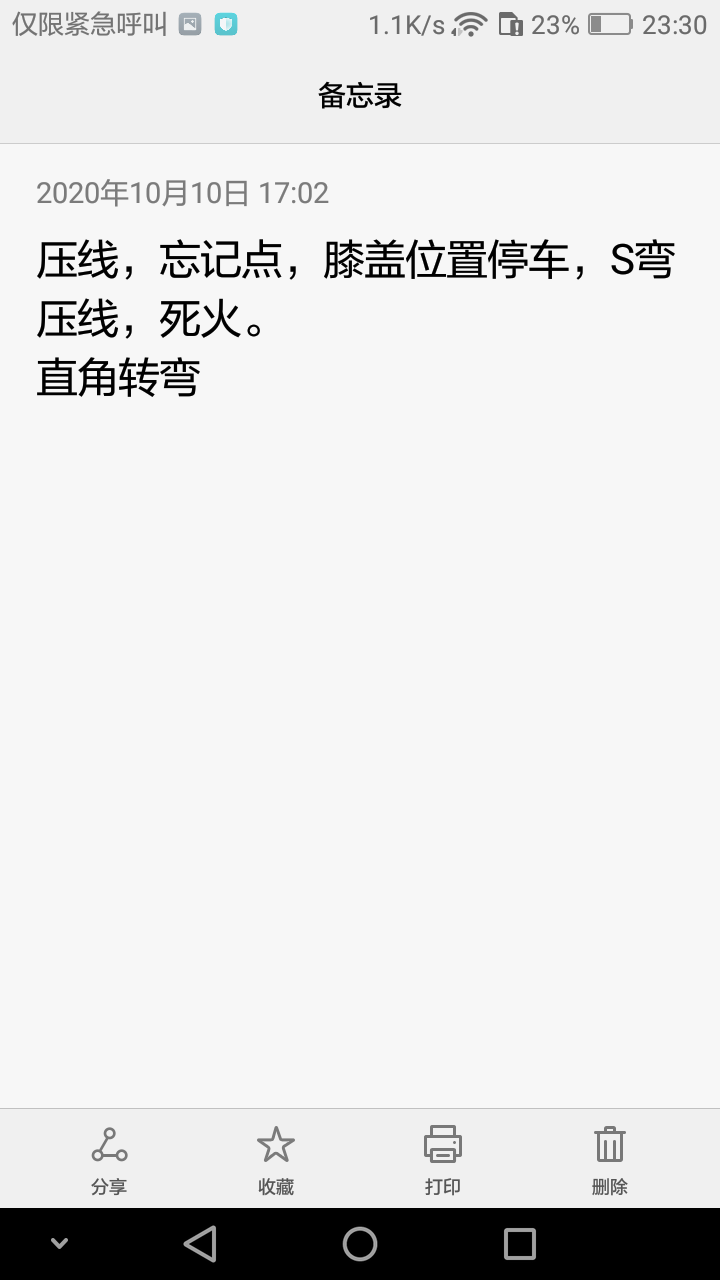 仅限紧急呼叫 1.1K/s 23% 23:30
备忘录
2020年10月10日 17:02
压线，忘记点，膝盖位置停车，S弯
压线，死火。
直角转弯
分享 收藏 打印 删除